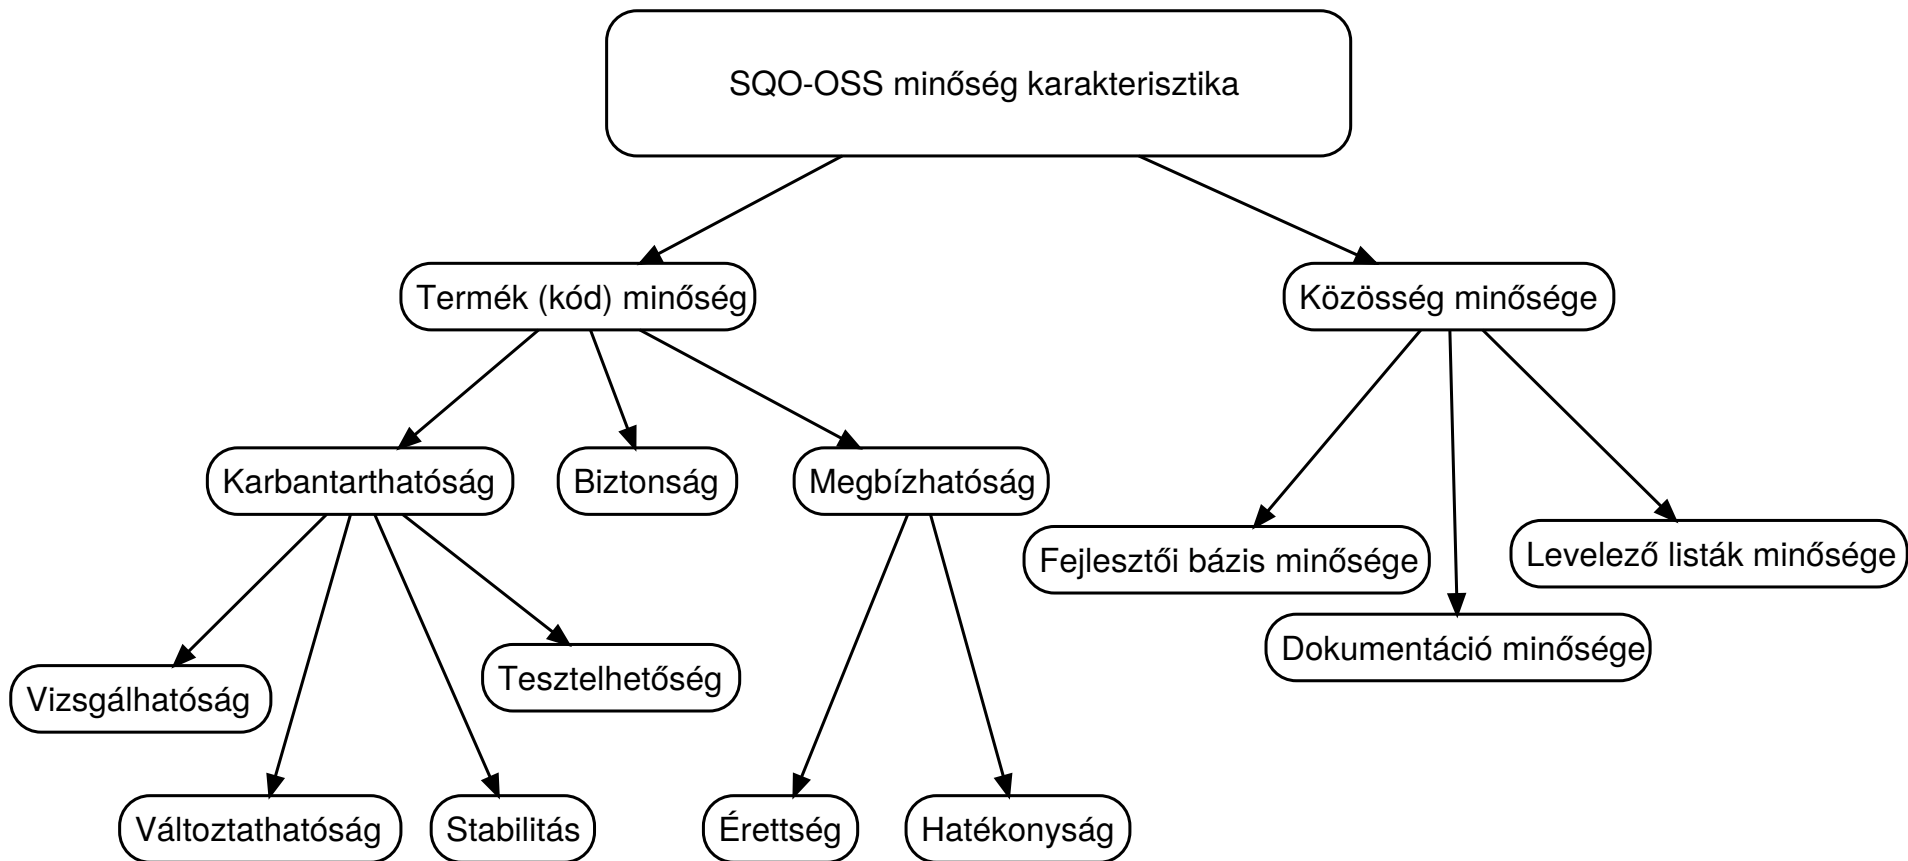 SQO-OSS minőség karakterisztika
Termék (kód) minőség
Közösség minősége
Karbantarthatóság
Biztonság
Megbízhatóság
Fejlesztői bázis minősége
Levelező listák minősége
Dokumentáció minősége
Vizsgálhatóság
Tesztelhetőség
Változtathatóság
Stabilitás
Érettség
Hatékonyság